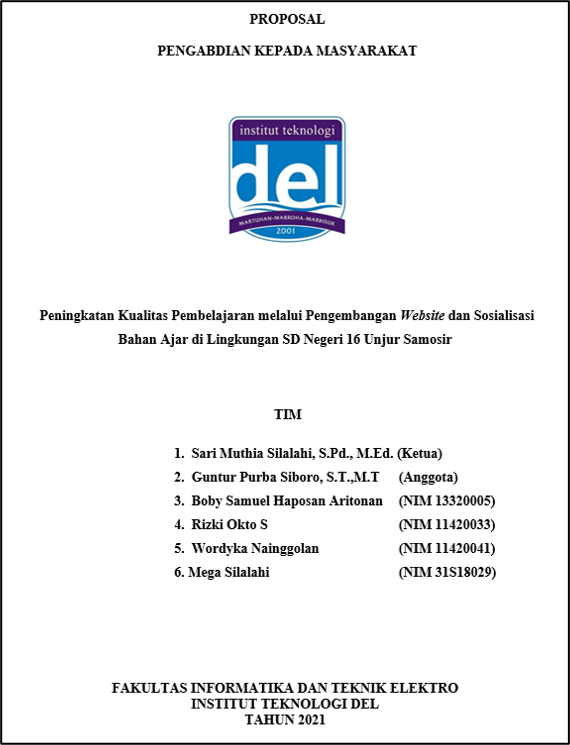 PROPOSAL
PENGABDIAN KEPADA MASYARAKAT
institut teknologi
del
MARTUHAN-MARROHA-MARBISUK
2001
Peningkatan Kualitas Pembelajaran melalui Pengembangan Website dan Sosialisasi
Bahan Ajar di Lingkungan SD Negeri 16 Unjur Samosir
TIM
1. Sari Muthia Silalahi, S.Pd., M.Ed. (Ketua)
2. Guntur Purba Siboro, S.T.,M.T (Anggota)
3. Boby Samuel Haposan Aritonan (NIM 13320005)
4. Rizki Okto S (NIM 11420033)
5. Wordyka Nainggolan (NIM 11420041)
6. Mega Silalahi (NIM 31S18029)
FAKULTAS INFORMATIKA DAN TEKNIK ELEKTRO
INSTITUT TEKNOLOGI DEL
TAHUN 2021